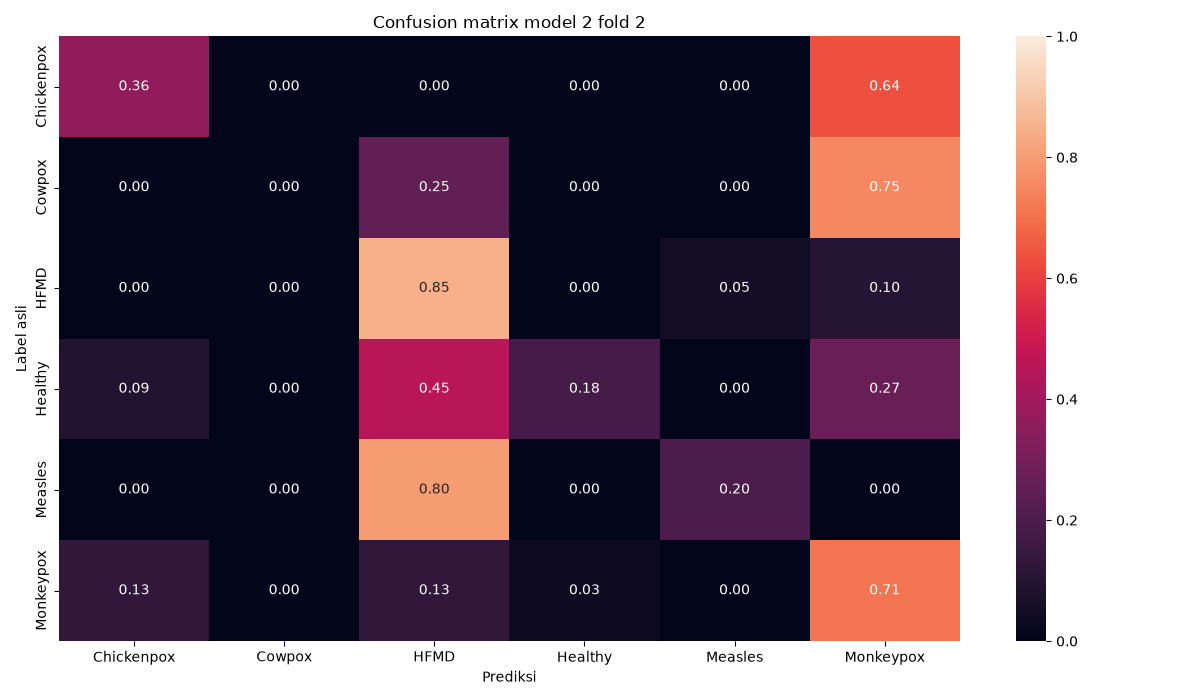 Confusion matrix model 2 fold 2
Label asli
Chickenpox 0.36 0.00 0.00 0.00 0.00 0.64
Cowpox 0.00 0.00 0.25 0.00 0.00 0.75
HFMD 0.00 0.00 0.85 0.00 0.05 0.10
Healthy 0.09 0.00 0.45 0.18 0.00 0.27
Measles 0.00 0.00 0.80 0.00 0.20 0.00
Monkeypox 0.13 0.00 0.13 0.03 0.00 0.71
Chickenpox Cowpox HFMD Healthy Measles Monkeypox
Prediksi
1.0
0.8
0.6
0.4
0.2
0.0